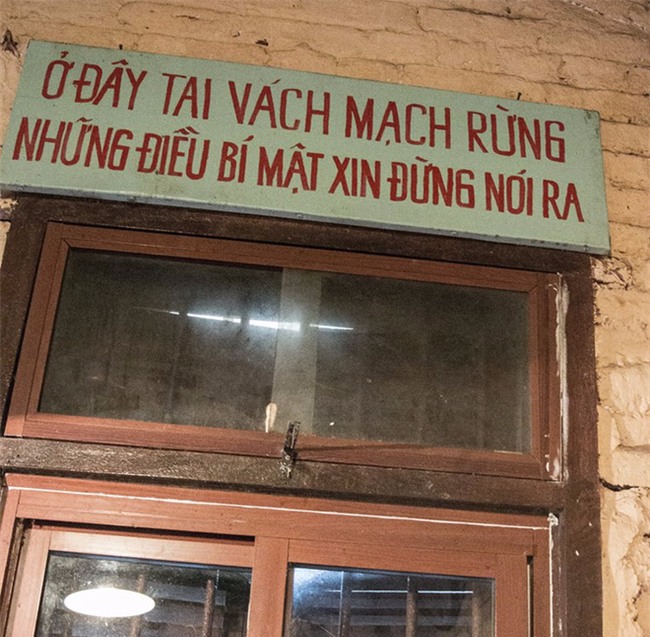 Ở ĐÂY TAI VÁCH MẠCH RỪNG
NHỮNG ĐIỀU BÍ MẬT XIN ĐỪNG NÓI RA